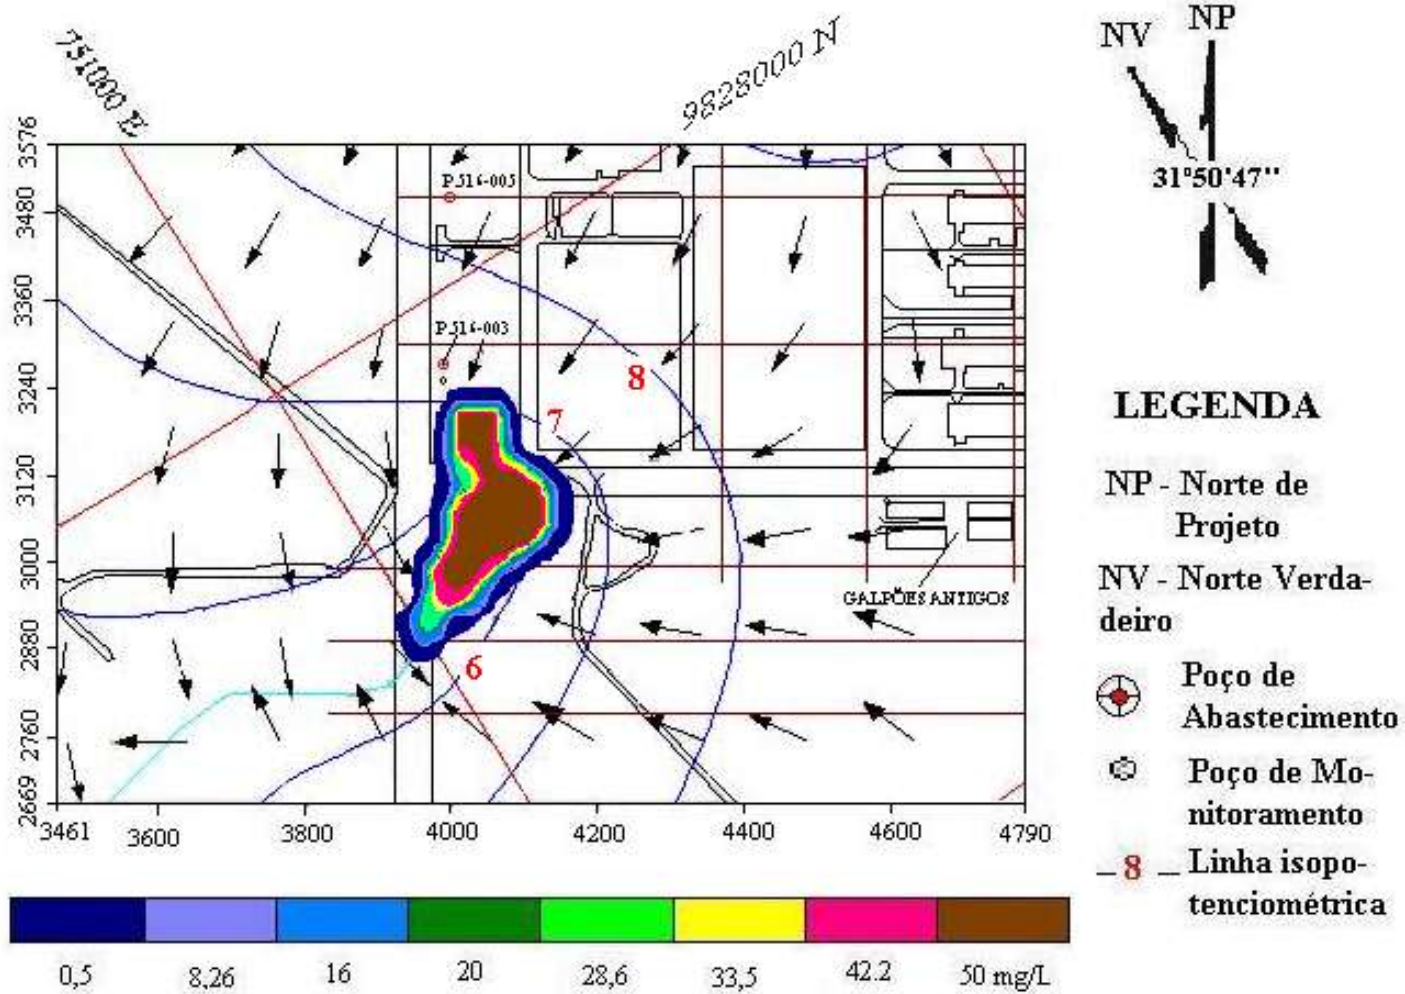 751000 E
9828000 N
NV
NP
31°50'47"
3576
3480
3360
3240
3120
3000
2880
2760
2669
P.516-005
P.516-003
8
7
6
GALPÕES ANTIGOS
3461
3600
3800
4000
4200
4400
4600
4790
LEGENDA
NP - Norte de
Projeto
NV - Norte Verda-
deiro
Poço de
Abastecimento
Poço de Mo-
nitoramento
– 8 – Linha isopo-
tenciométrica
0,5
8,26
16
20
28,6
33,5
42.2
50 mg/L